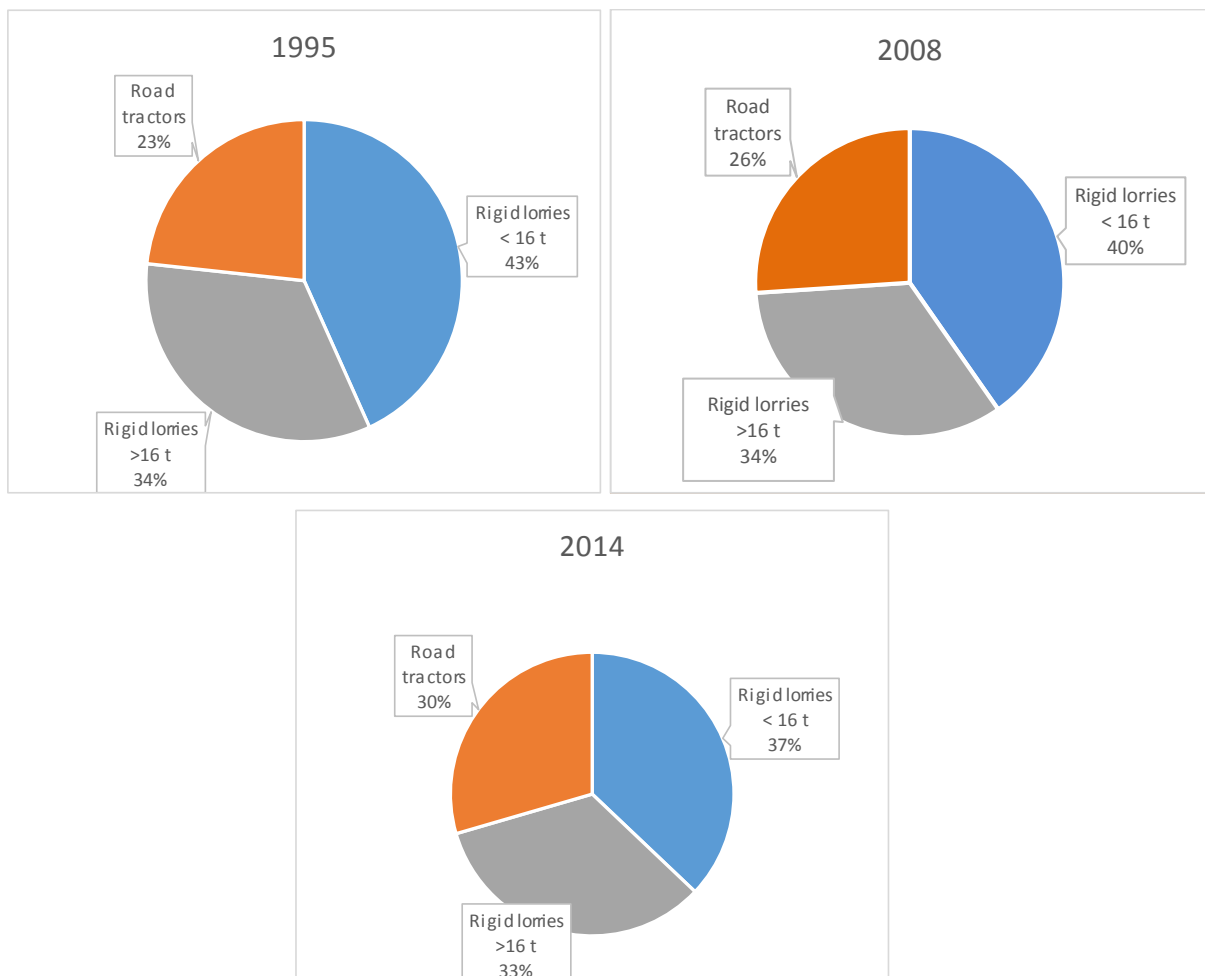 1995
Road
tractors
23%
Rigid lorries
< 16 t
43%
Rigid lorries
>16 t
34%
2008
Road
tractors
26%
Rigid lorries
< 16 t
40%
Rigid lorries
>16 t
34%
2014
Road
tractors
30%
Rigid lorries
< 16 t
37%
Rigid lorries
>16 t
33%